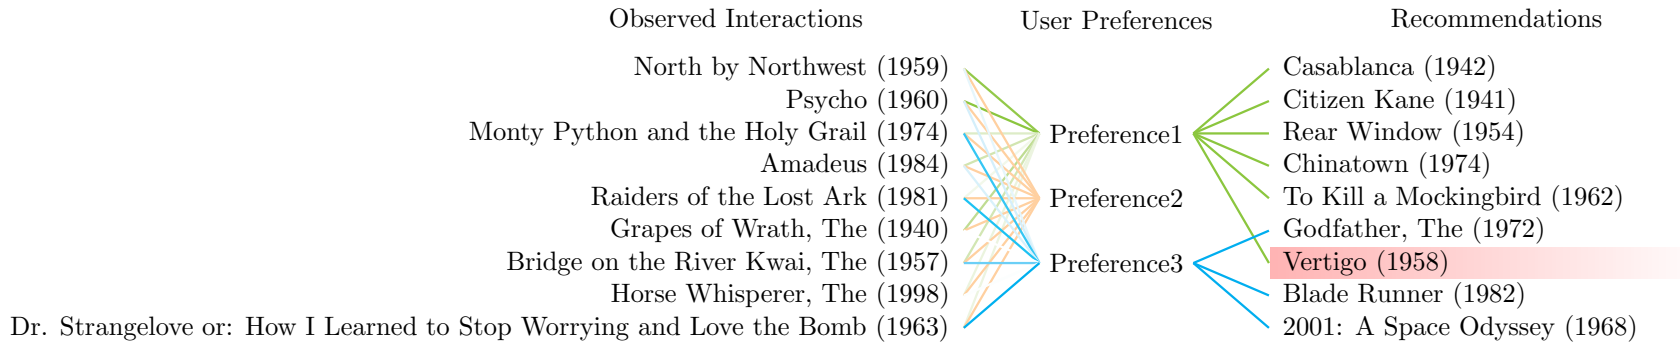 Observed Interactions
User Preferences
Recommendations
North by Northwest (1959)
Psycho (1960)
Monty Python and the Holy Grail (1974)
Amadeus (1984)
Raiders of the Lost Ark (1981)
Grapes of Wrath, The (1940)
Bridge on the River Kwai, The (1957)
Horse Whisperer, The (1998)
Dr. Strangelove or: How I Learned to Stop Worrying and Love the Bomb (1963)
Preference1
Preference2
Preference3
Casablanca (1942)
Citizen Kane (1941)
Rear Window (1954)
Chinatown (1974)
To Kill a Mockingbird (1962)
Godfather, The (1972)
Vertigo (1958)
Blade Runner (1982)
2001: A Space Odyssey (1968)